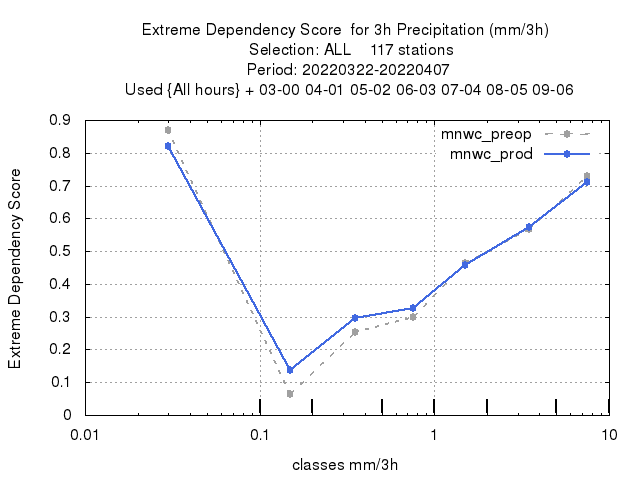 Extreme Dependency Score  for 3h Precipitation (mm/3h)
Selection: ALL    117 stations
Period: 20220322-20220407
Used {All hours} + 03-00 04-01 05-02 06-03 07-04 08-05 09-06
mnwc_preop
mnwc_prod
Extreme Dependency Score
0.9
0.8
0.7
0.6
0.5
0.4
0.3
0.2
0.1
0
0.01 0.1 1 10
classes mm/3h